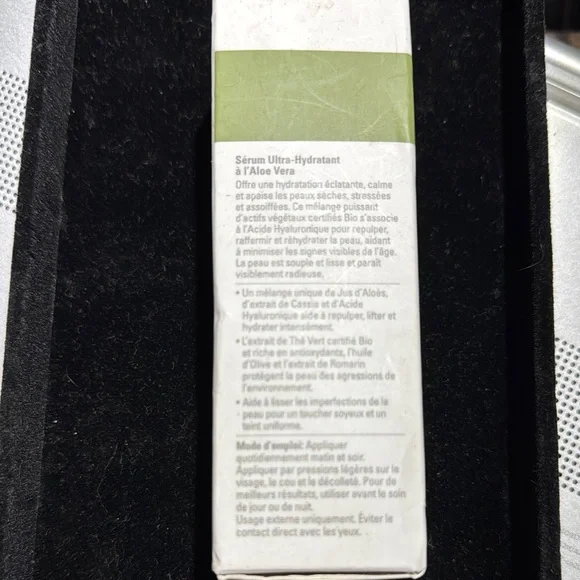 Sérum Ultra-Hydratant
à l'Aloe Vera
Offre une hydratation éclatante, calme
et apaise les peaux sèches, stressées
et assoiffées. Ce mélange puissant
d'actifs végétaux certifiés Bio s'associe
à l'Acide Hyaluronique pour repulper,
raffermir et réhydrater la peau, aidant
à minimiser les signes visibles de l'âge.
La peau est souple et lisse et paraît
visiblement radieuse.
• Un mélange unique de Jus d'Aloès,
d'extrait de Cassia et d'Acide
Hyaluronique aide à repulper, lifter et
hydrater intensément.
• L'extrait de Thé Vert certifié Bio
et riche en antioxydants, l'huile
d'Olive et l'extrait de Romarin
protègent la peau des agressions de
l'environnement.
• Aide à lisser les imperfections de la
peau pour un toucher soyeux et un
teint uniforme.
Mode d'emploi: Appliquer
quotidiennement matin et soir.
Appliquer par pressions légères sur le
visage, le cou et le décolleté. Pour de
meilleurs résultats, utiliser avant le soin
de jour ou de nuit.
Usage externe uniquement. Éviter le
contact direct avec les yeux.